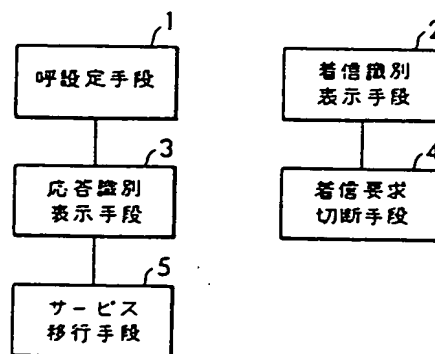 1
呼設定手段
2
着信識別
表示手段
3
応答識別
表示手段
4
着信要求
切断手段
5
サービス
移行手段